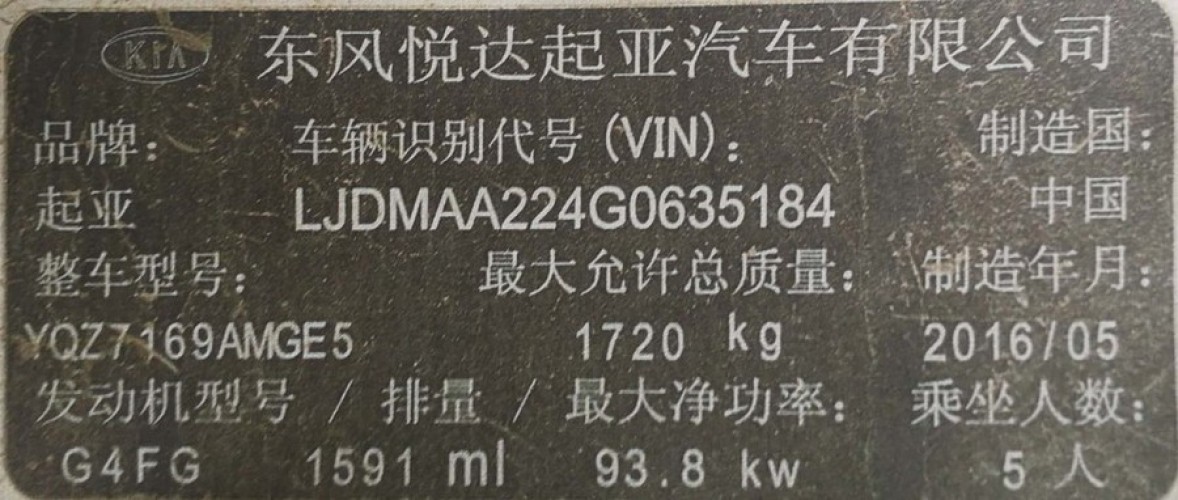 KIA 东风悦达起亚汽车有限公司
品牌： 车辆识别代号(VIN)： 制造国：
起亚 LJDMAA224G0635184 中国
整车型号： 最大允许总质量： 制造年月：
YQZ7169AMGE5 1720 kg 2016/05
发动机型号 / 排量 / 最大净功率： 乘坐人数：
G4FG 1591 ml 93.8 kw 5 人